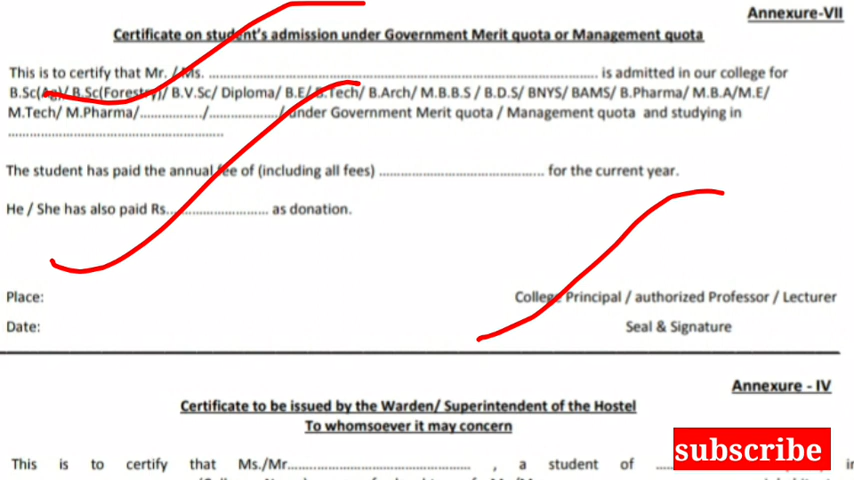 Annexure-VII
Certificate on student's admission under Government Merit quota or Management quota
This is to certify that Mr. / Ms. ........................................................................................................ is admitted in our college for
B.Sc(Ag)/ B.Sc(Forestry)/ B.V.Sc/ Diploma/ B.E/ B.Tech/ B.Arch/ M.B.B.S / B.D.S/ BNYS/ BAMS/ B.Pharma/ M.B.A/M.E/
M.Tech/ M.Pharma/................/.................../under Government Merit quota / Management quota and studying in
.........................................................
The student has paid the annual fee of (including all fees) ............................................ for the current year.
He / She has also paid Rs........................... as donation.
Place:
College Principal / authorized Professor / Lecturer
Date:
Seal & Signature
Annexure - IV
Certificate to be issued by the Warden/ Superintendent of the Hostel
To whomsoever it may concern
This is to certify that Ms./Mr................................................. , a student of ....
subscribe